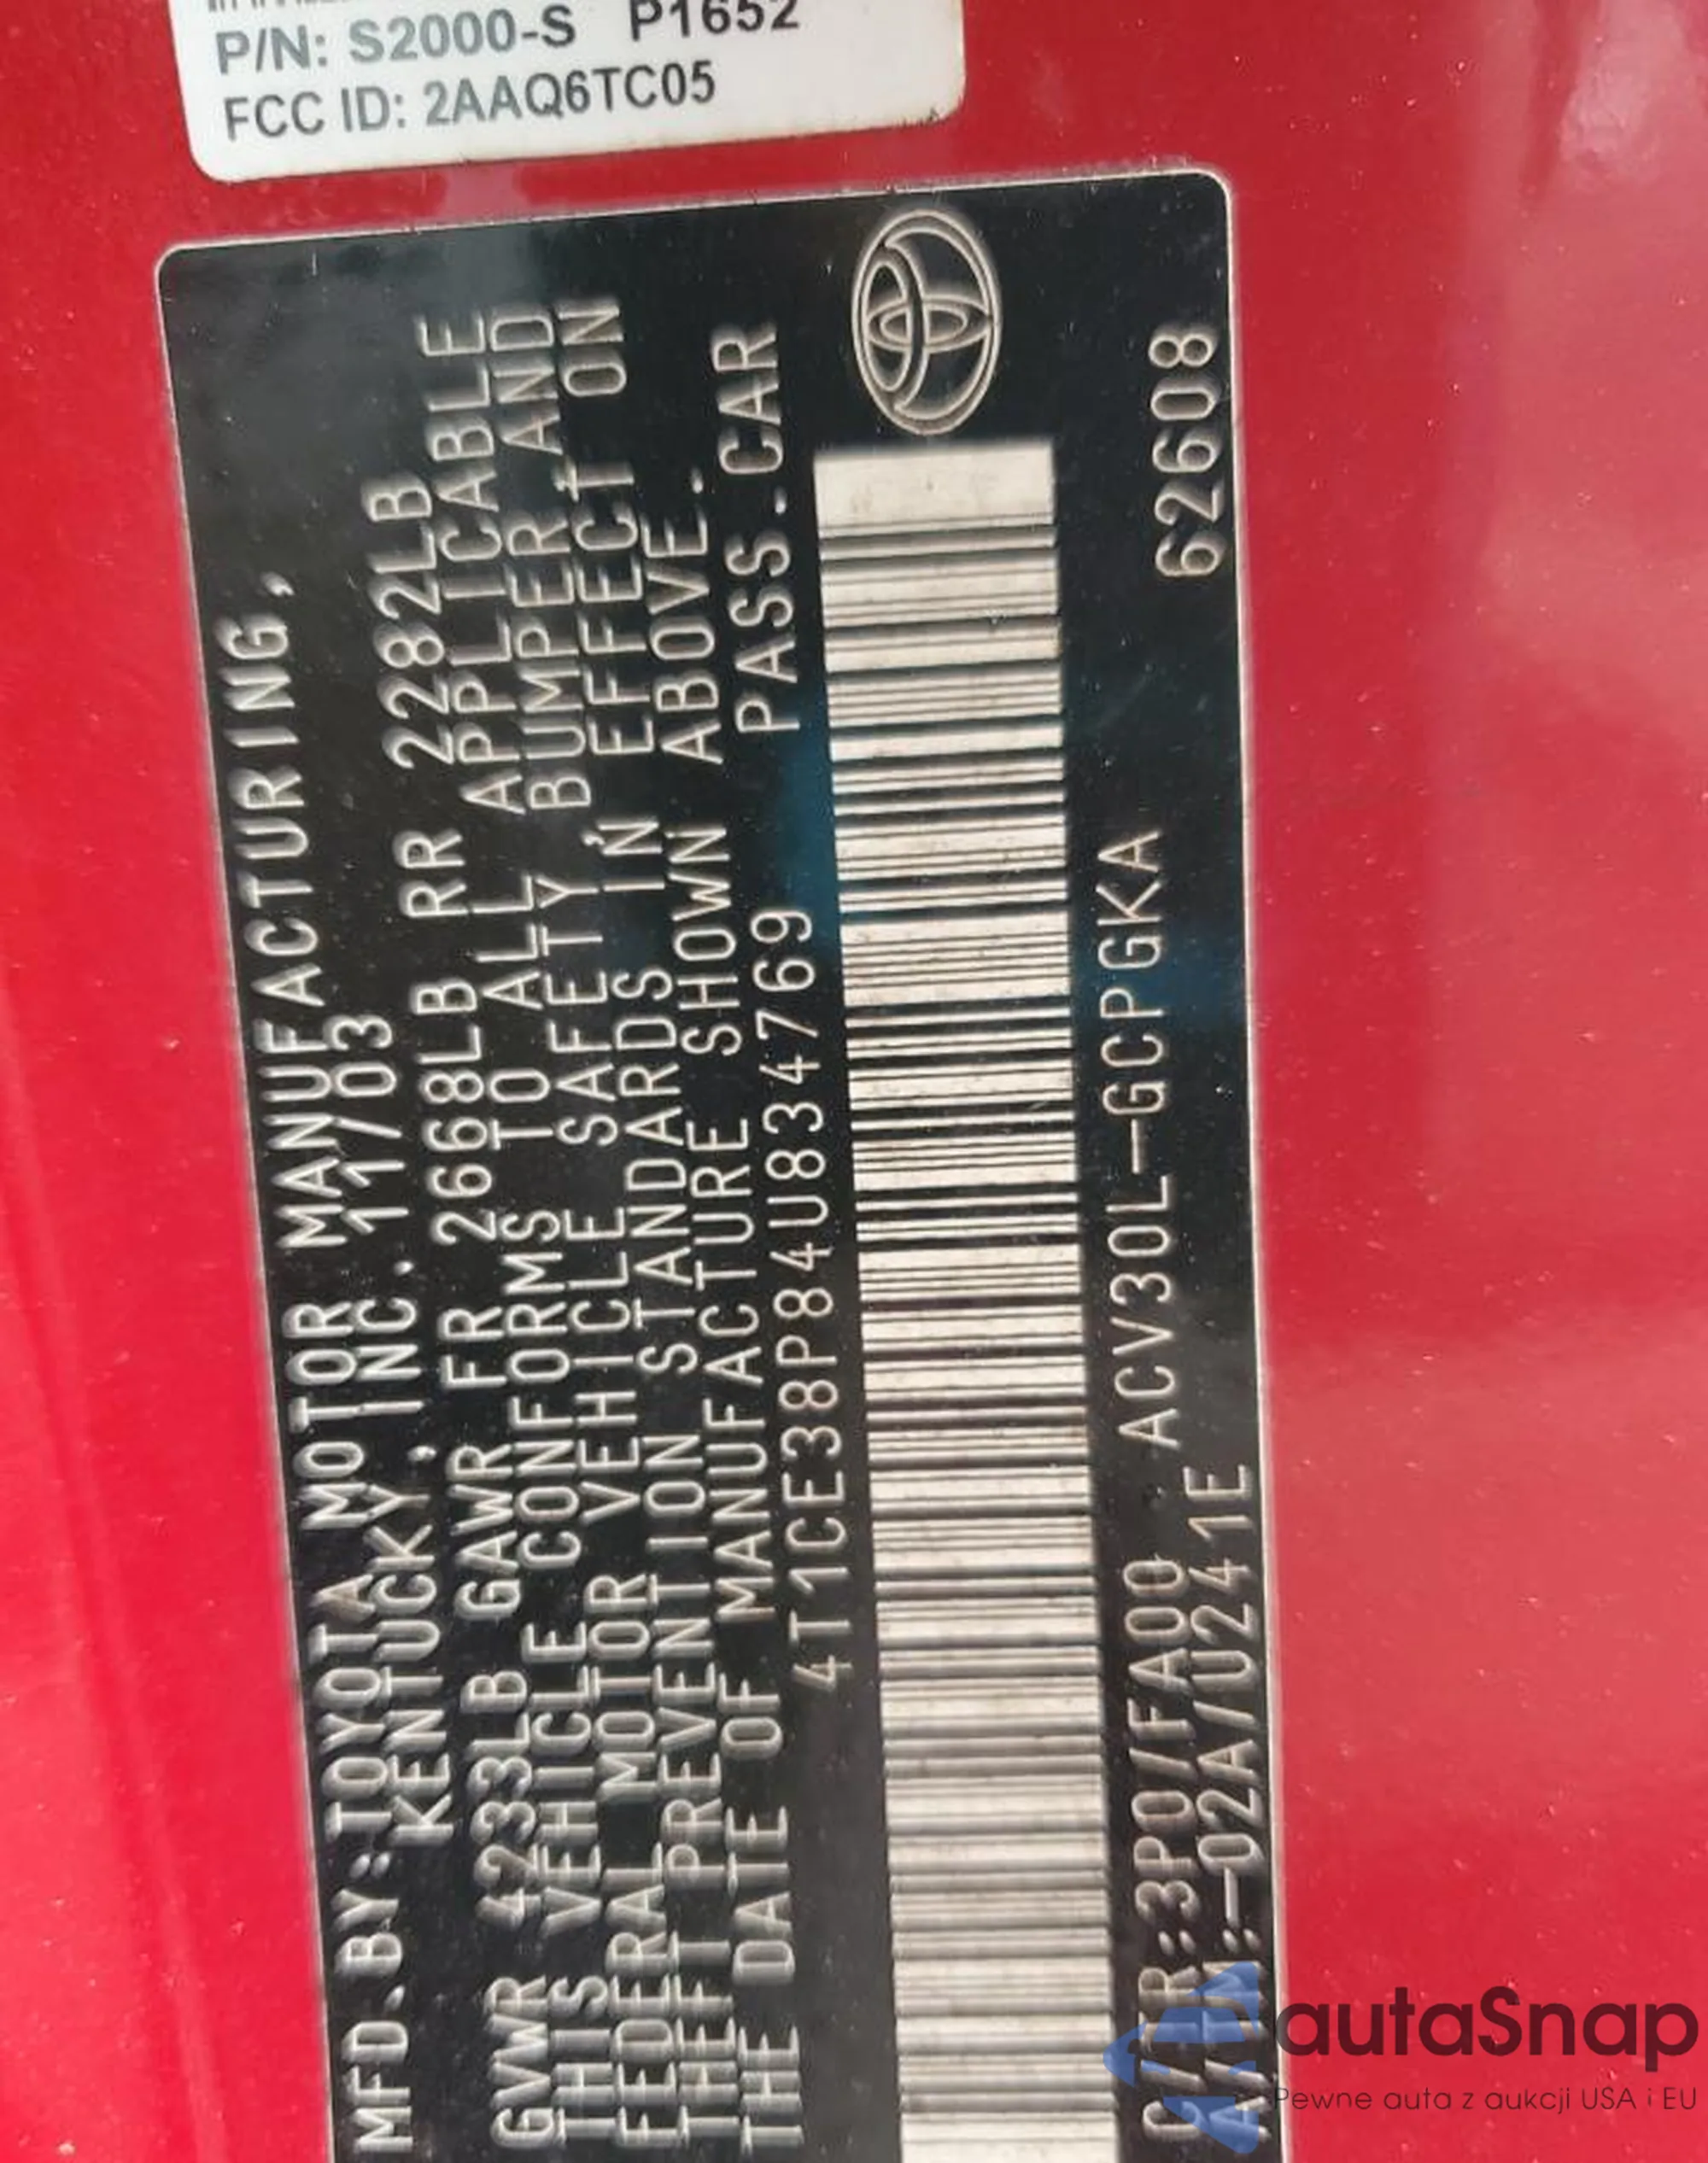 P/N: S2000-S P1652
FCC ID: 2AAQ6TC05
MFD.BY:TOYOTA MOTOR MANUFACTURING,
KENTUCKY, INC. 11/03
GVWR 4233LB GAWR FR 2668LB RR 2282LB
THIS VEHICLE CONFORMS TO ALL APPLICABLE
FEDERAL MOTOR VEHICLE SAFETY BUMPER AND
THEFT PREVENTION STANDARDS IN EFFECT ON
THE DATE OF MANUFACTURE SHOWN ABOVE.
4T1CE38P84U834769 PASS.CAR
C/TR:3P0/FA00 ACV30L-GCPGKA 62608
A/TM:-02A/U241E
autaSnap
Pewne auta z aukcji USA i EU